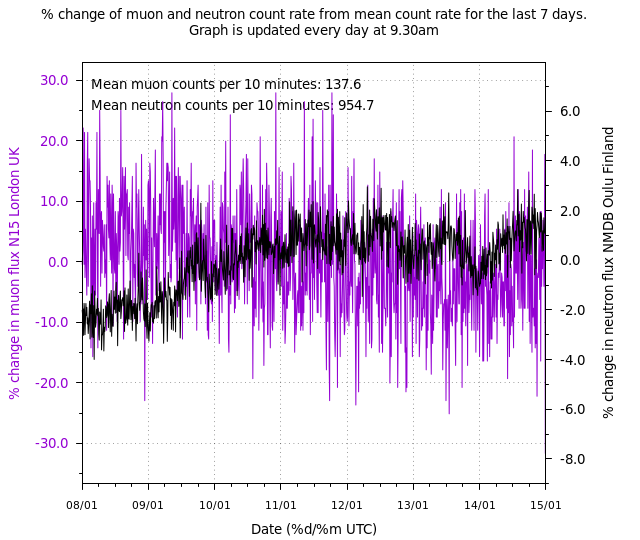 % change of muon and neutron count rate from mean count rate for the last 7 days.
Graph is updated every day at 9.30am
Mean muon counts per 10 minutes: 137.6
Mean neutron counts per 10 minutes: 954.7
% change in muon flux N15 London UK
30.0
20.0
10.0
0.0
-10.0
-20.0
-30.0
6.0
4.0
2.0
0.0
-2.0
-4.0
-6.0
-8.0
% change in neutron flux NMDB Oulu Finland
08/01 09/01 10/01 11/01 12/01 13/01 14/01 15/01
Date (%d/%m UTC)